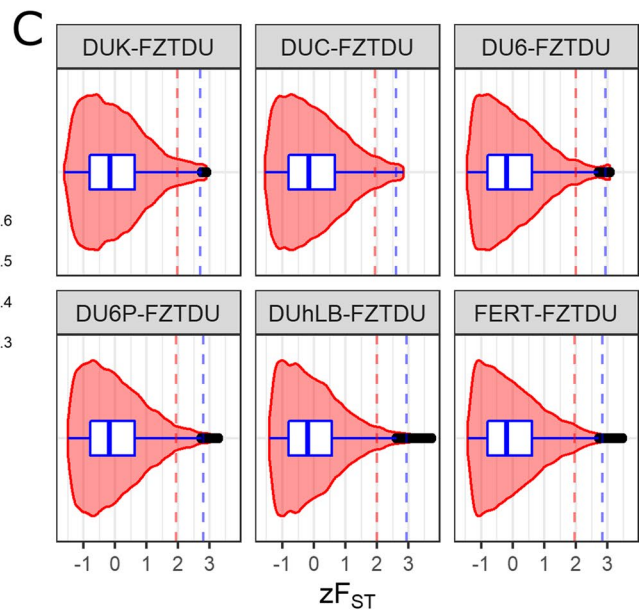 C
DUK-FZTDU DUC-FZTDU DU6-FZTDU
.6
.5
.4
.3
DU6P-FZTDU DUhLB-FZTDU FERT-FZTDU
-1 0 1 2 3 -1 0 1 2 3 -1 0 1 2 3
zFST